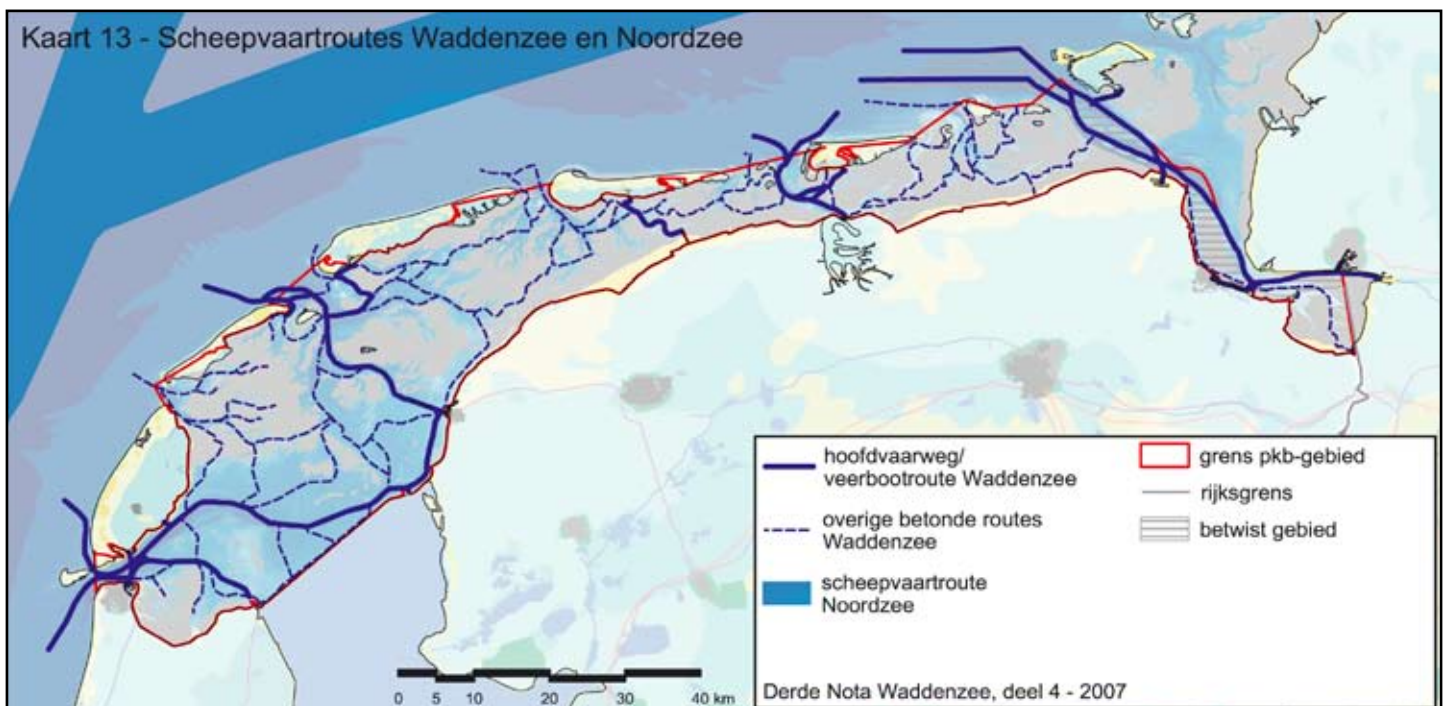 Kaart 13 - Scheepvaartroutes Waddenzee en Noordzee
hoofdvaarweg/
veerbootroute Waddenzee
overige betonde routes
Waddenzee
scheepvaartroute
Noordzee
grens pkb-gebied
rijksgrens
betwist gebied
0 5 10 20 30 40 km
Derde Nota Waddenzee, deel 4 - 2007